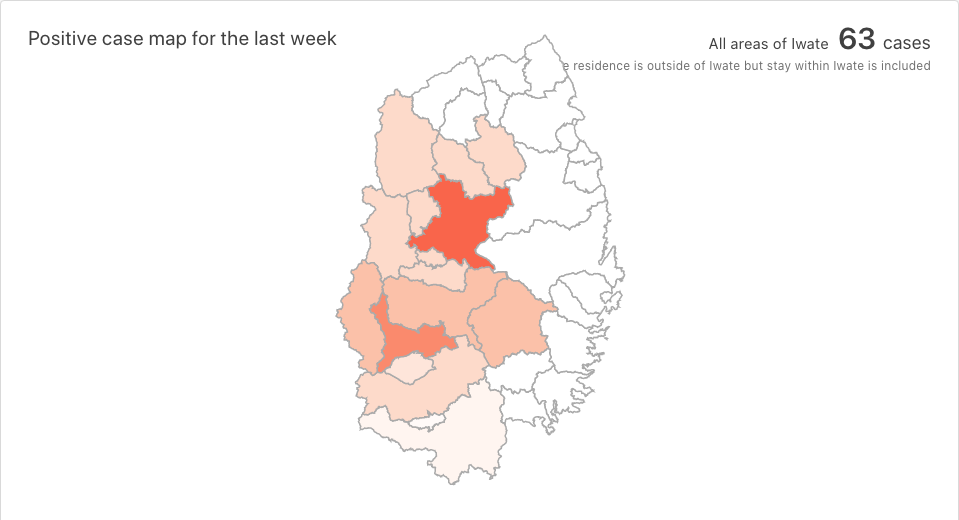 Positive case map for the last week
All areas of Iwate 63 cases
e residence is outside of Iwate but stay within Iwate is included